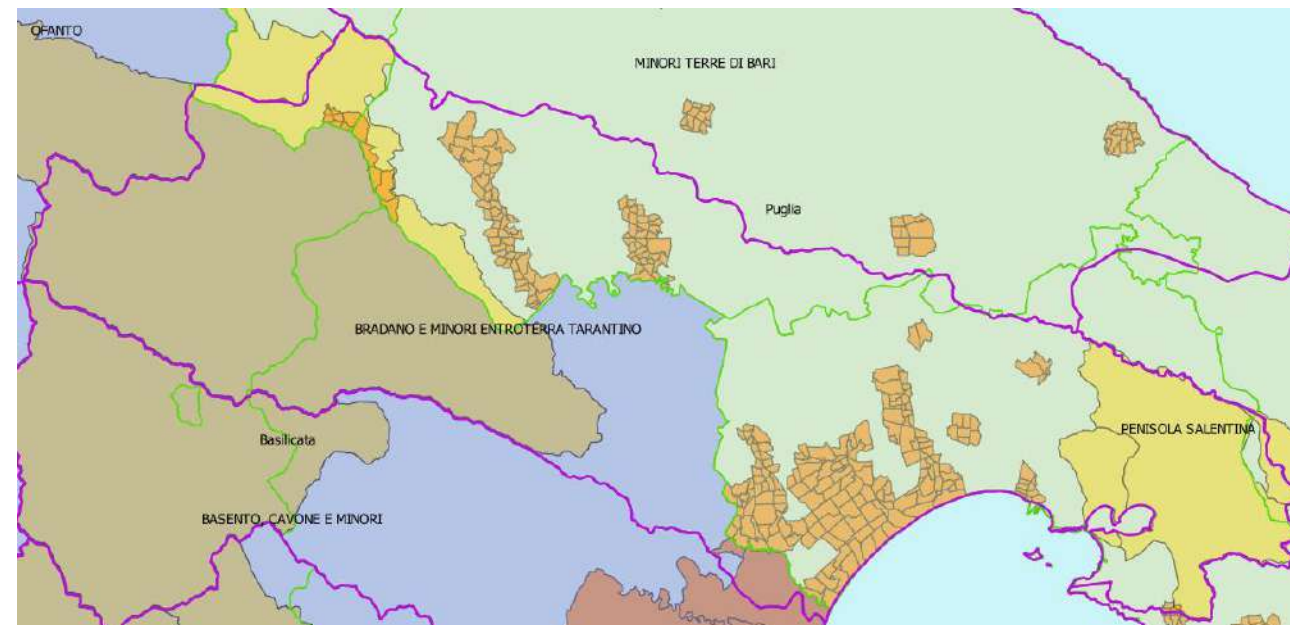 OFANTO
MINORI TERRE DI BARI
Puglia
BRADANO E MINORI ENTROTERRA TARANTINO
Basilicata
PENISOLA SALENTINA
BASENTO, CAVONE E MINORI